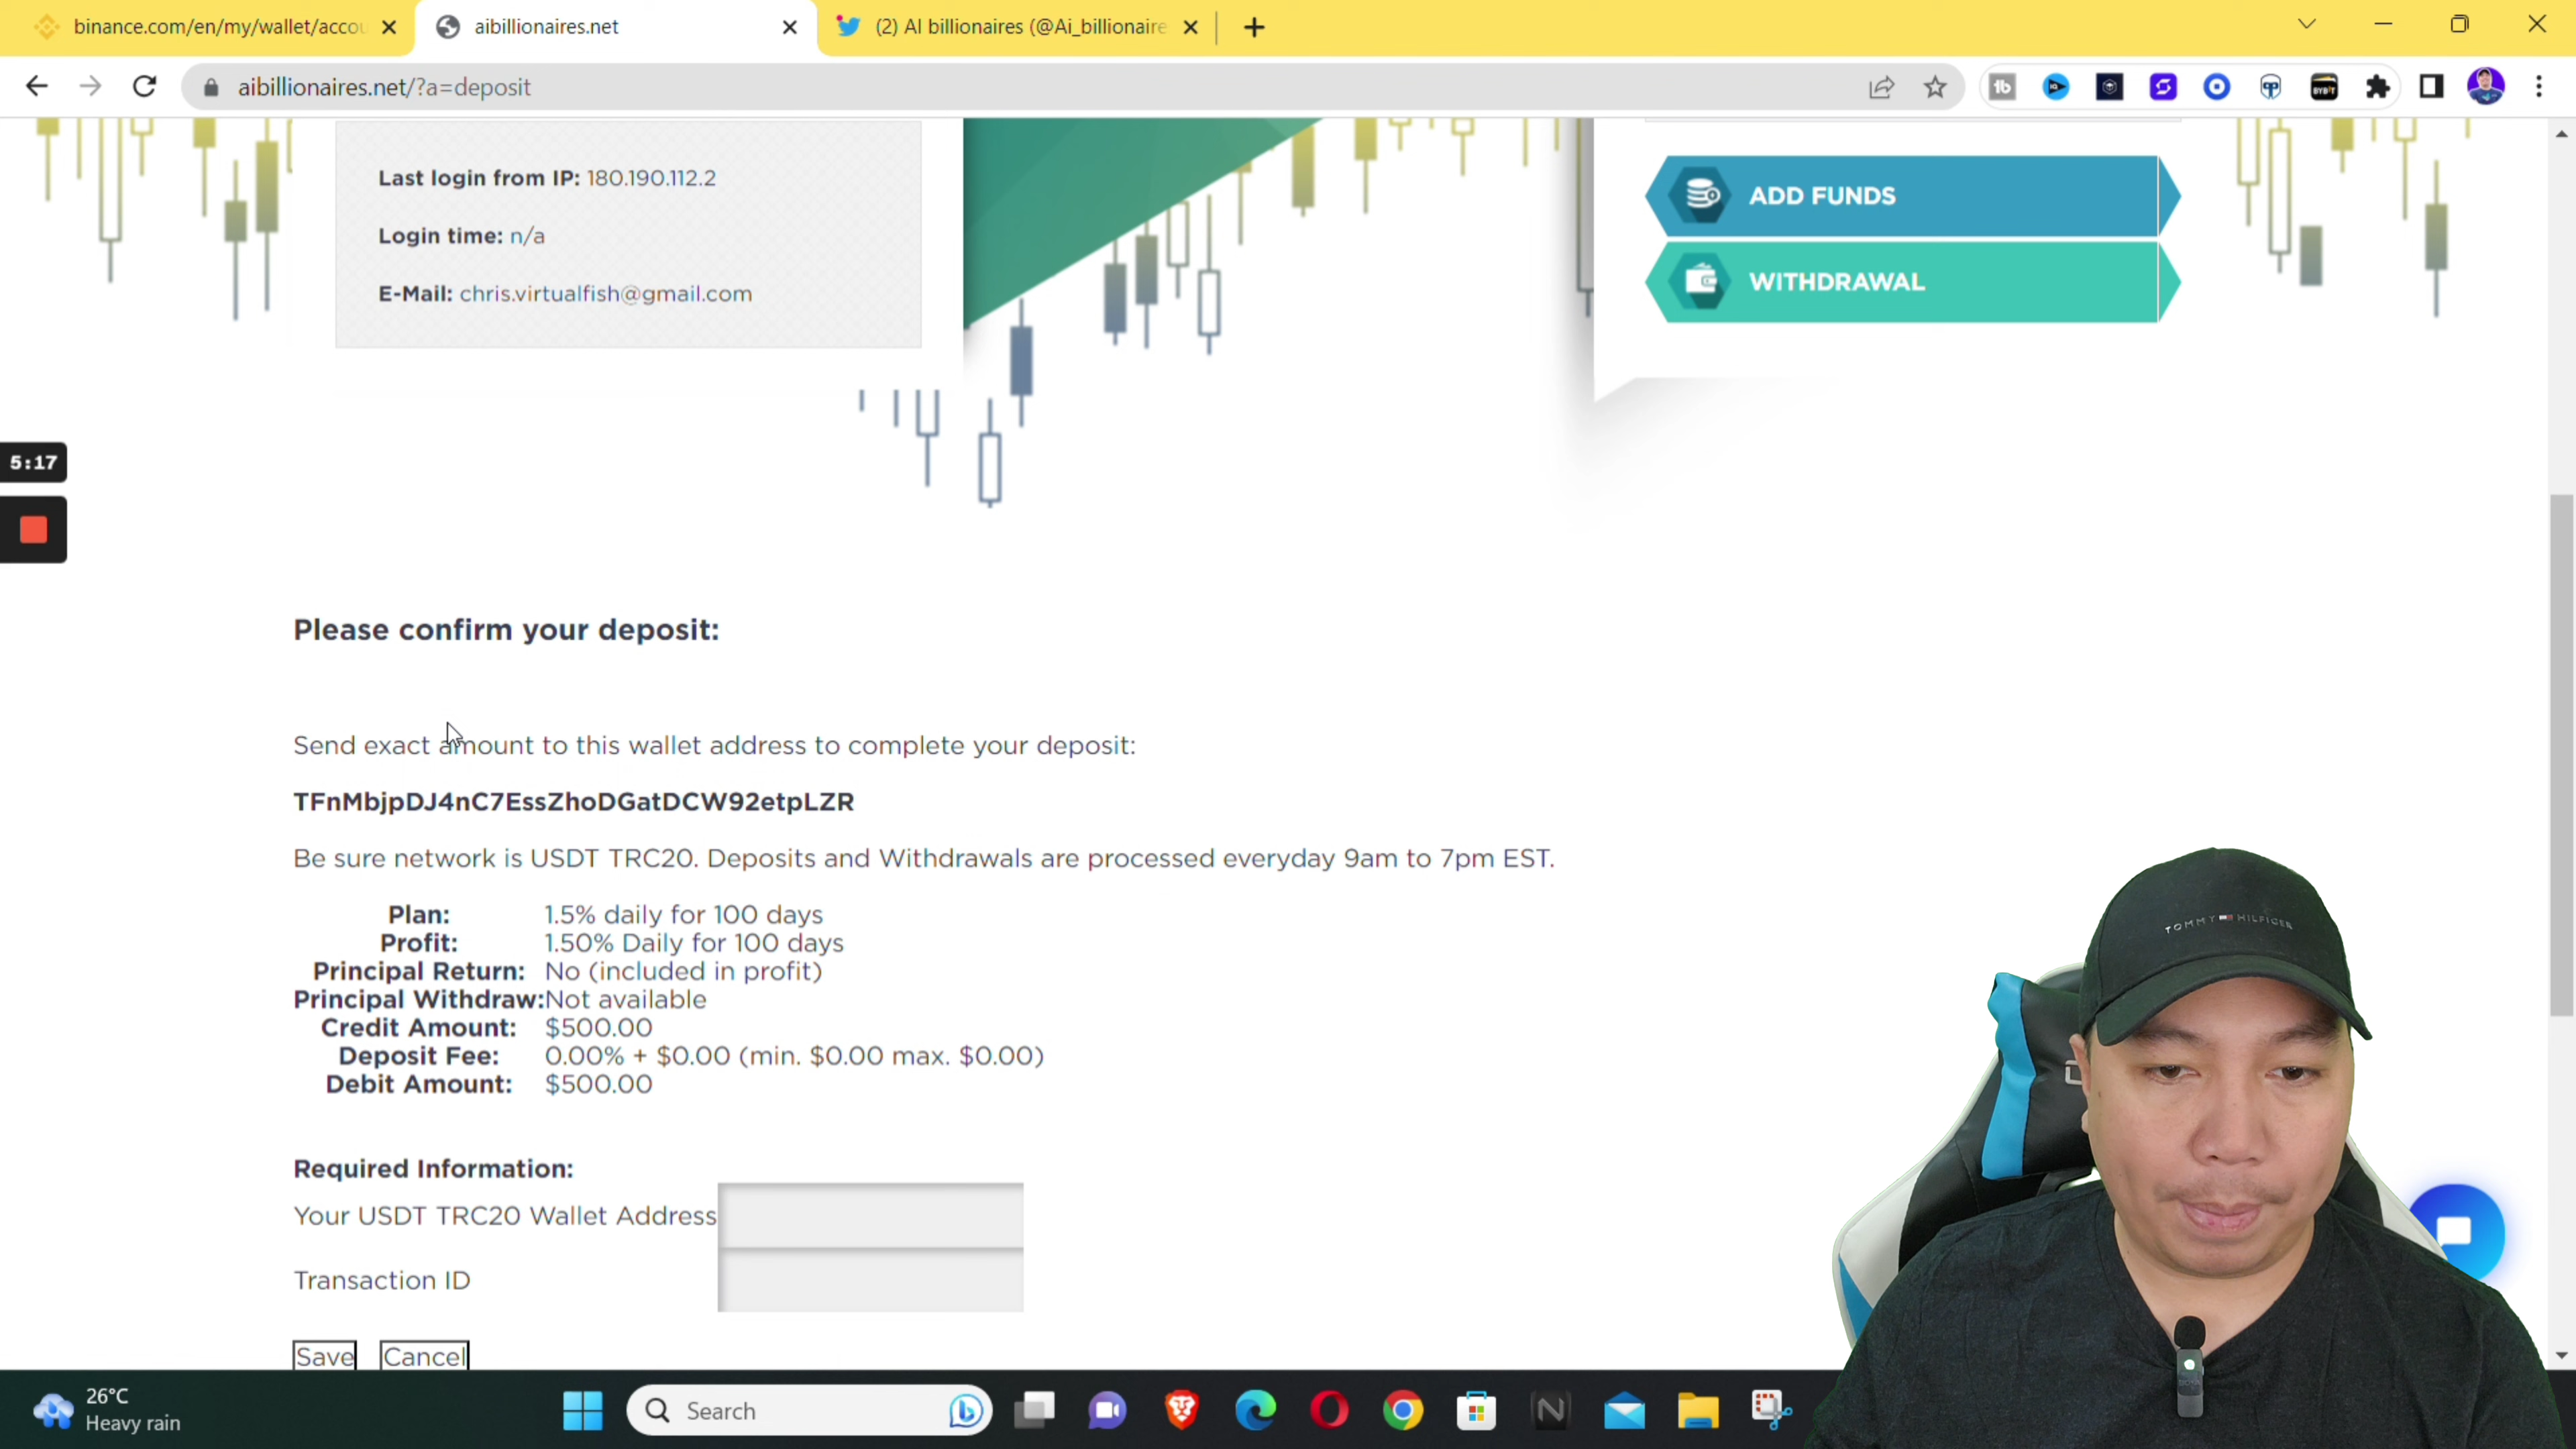 binance.com/en/my/wallet/accou
aibillionaires.net
(2) AI billionaires (@Ai_billionaire
aibillionaires.net/?a=deposit
Last login from IP: 180.190.112.2
Login time: n/a
E-Mail: chris.virtualfish@gmail.com
ADD FUNDS
WITHDRAWAL
5:17
Please confirm your deposit:
Send exact amount to this wallet address to complete your deposit:
TFnMbjpDJ4nC7EssZhoDGatDCW92etpLZR
Be sure network is USDT TRC20. Deposits and Withdrawals are processed everyday 9am to 7pm EST.
Plan: 1.5% daily for 100 days
Profit: 1.50% Daily for 100 days
Principal Return: No (included in profit)
Principal Withdraw: Not available
Credit Amount: $500.00
Deposit Fee: 0.00% + $0.00 (min. $0.00 max. $0.00)
Debit Amount: $500.00
Required Information:
Your USDT TRC20 Wallet Address
Transaction ID
Save Cancel
TOMMY HILFIGER
26°C
Heavy rain
Search